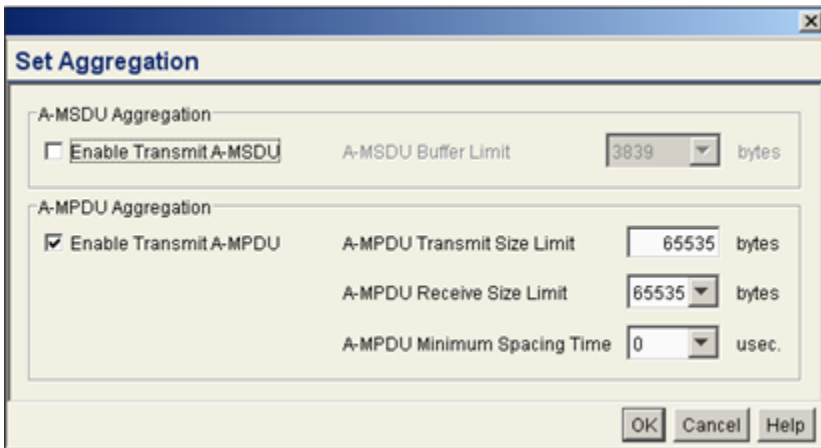 Set Aggregation
A-MSDU Aggregation
Enable Transmit A-MSDU A-MSDU Buffer Limit 3839 bytes
A-MPDU Aggregation
Enable Transmit A-MPDU A-MPDU Transmit Size Limit 65535 bytes
A-MPDU Receive Size Limit 65535 bytes
A-MPDU Minimum Spacing Time 0 usec.
OK Cancel Help